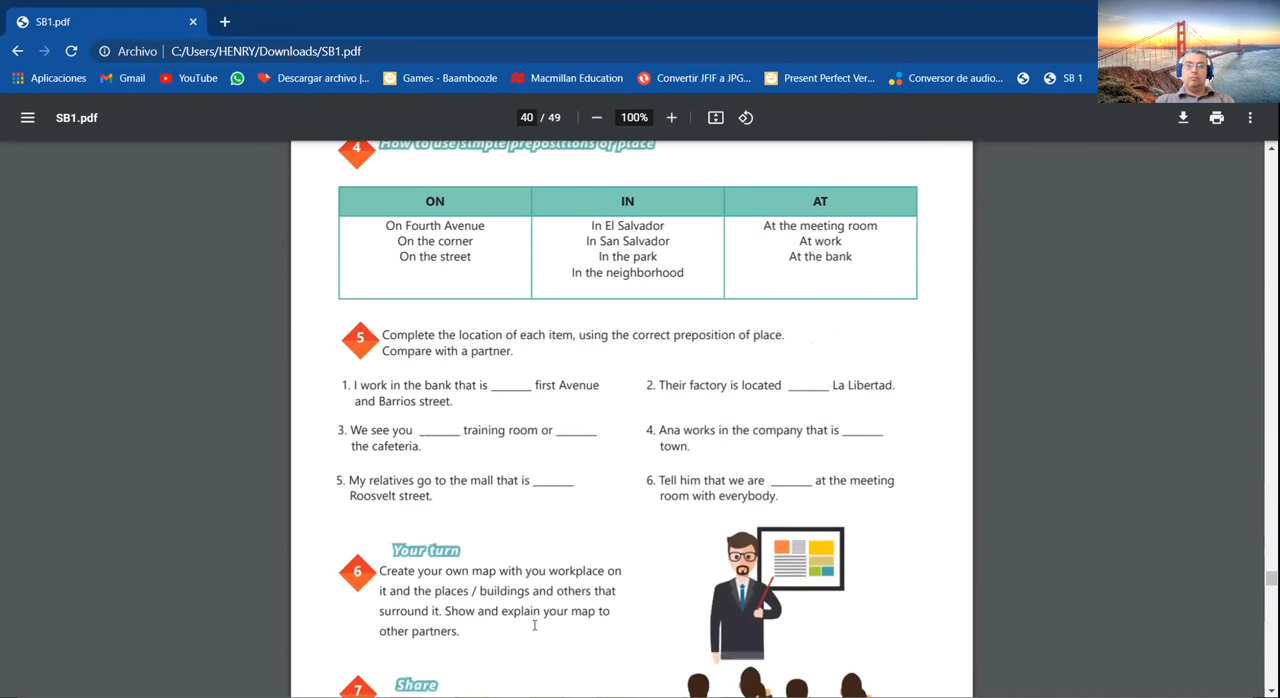 SB1.pdf
Archivo C:/Users/HENRY/Downloads/SB1.pdf
Aplicaciones Gmail YouTube Descargar archivo |... Games - Baamboozle Macmillan Education Convertir JFIF a JPG... Present Perfect Ver... Conversor de audio... SB 1
SB1.pdf 40 / 49 100%
4 How to use simple prepositions of place
ON IN AT
On Fourth Avenue In El Salvador At the meeting room
On the corner In San Salvador At work
On the street In the park At the bank
In the neighborhood
5 Complete the location of each item, using the correct preposition of place.
Compare with a partner.
1. I work in the bank that is ______ first Avenue
and Barrios street.
2. Their factory is located ______ La Libertad.
3. We see you ______ training room or ______
the cafeteria.
4. Ana works in the company that is ______
town.
5. My relatives go to the mall that is ______
Roosvelt street.
6. Tell him that we are ______ at the meeting
room with everybody.
Your turn
6 Create your own map with you workplace on
it and the places / buildings and others that
surround it. Show and explain your map to
other partners.
7 Share